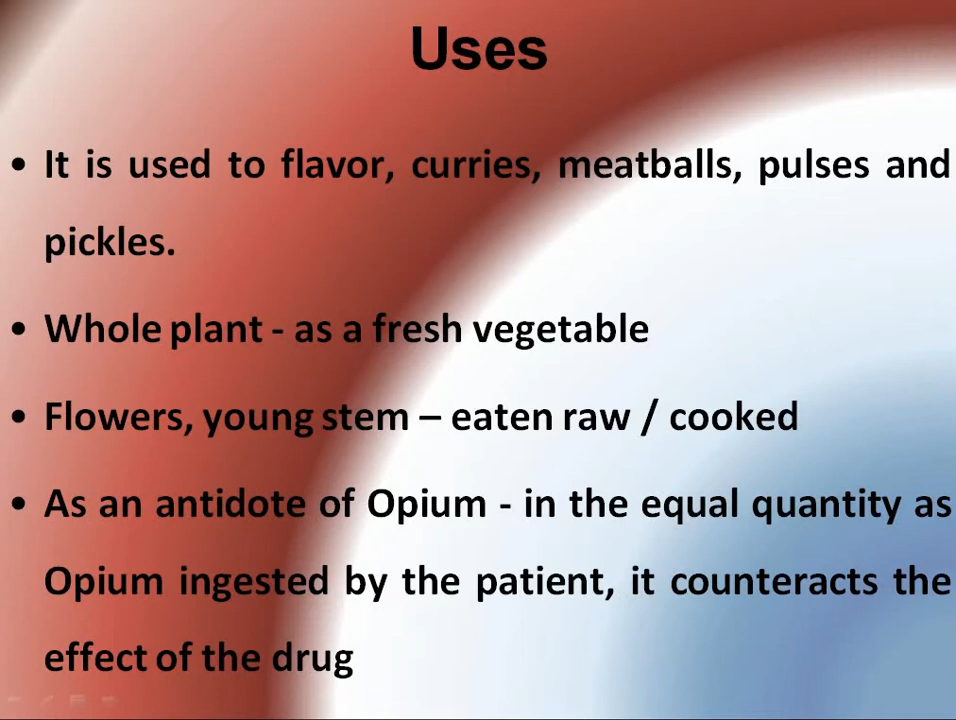 Uses
• It is used to flavor, curries, meatballs, pulses and
pickles.
• Whole plant - as a fresh vegetable
• Flowers, young stem – eaten raw / cooked
• As an antidote of Opium - in the equal quantity as
Opium ingested by the patient, it counteracts the
effect of the drug